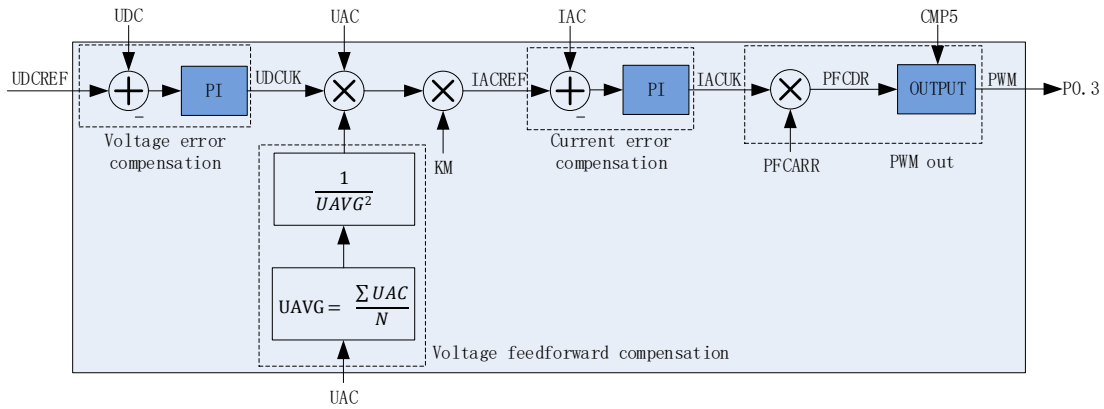 UDC
UAC
IAC
CMP5
UDCREF
PI
UDCUK
IACREF
PI
IACUK
PFCDR
OUTPUT
PWM
P0.3
Voltage error
compensation
KM
Current error
compensation
PFCARR
PWM out
1
UAVG²
UAVG = ∑ UAC
N
Voltage feedforward compensation
UAC